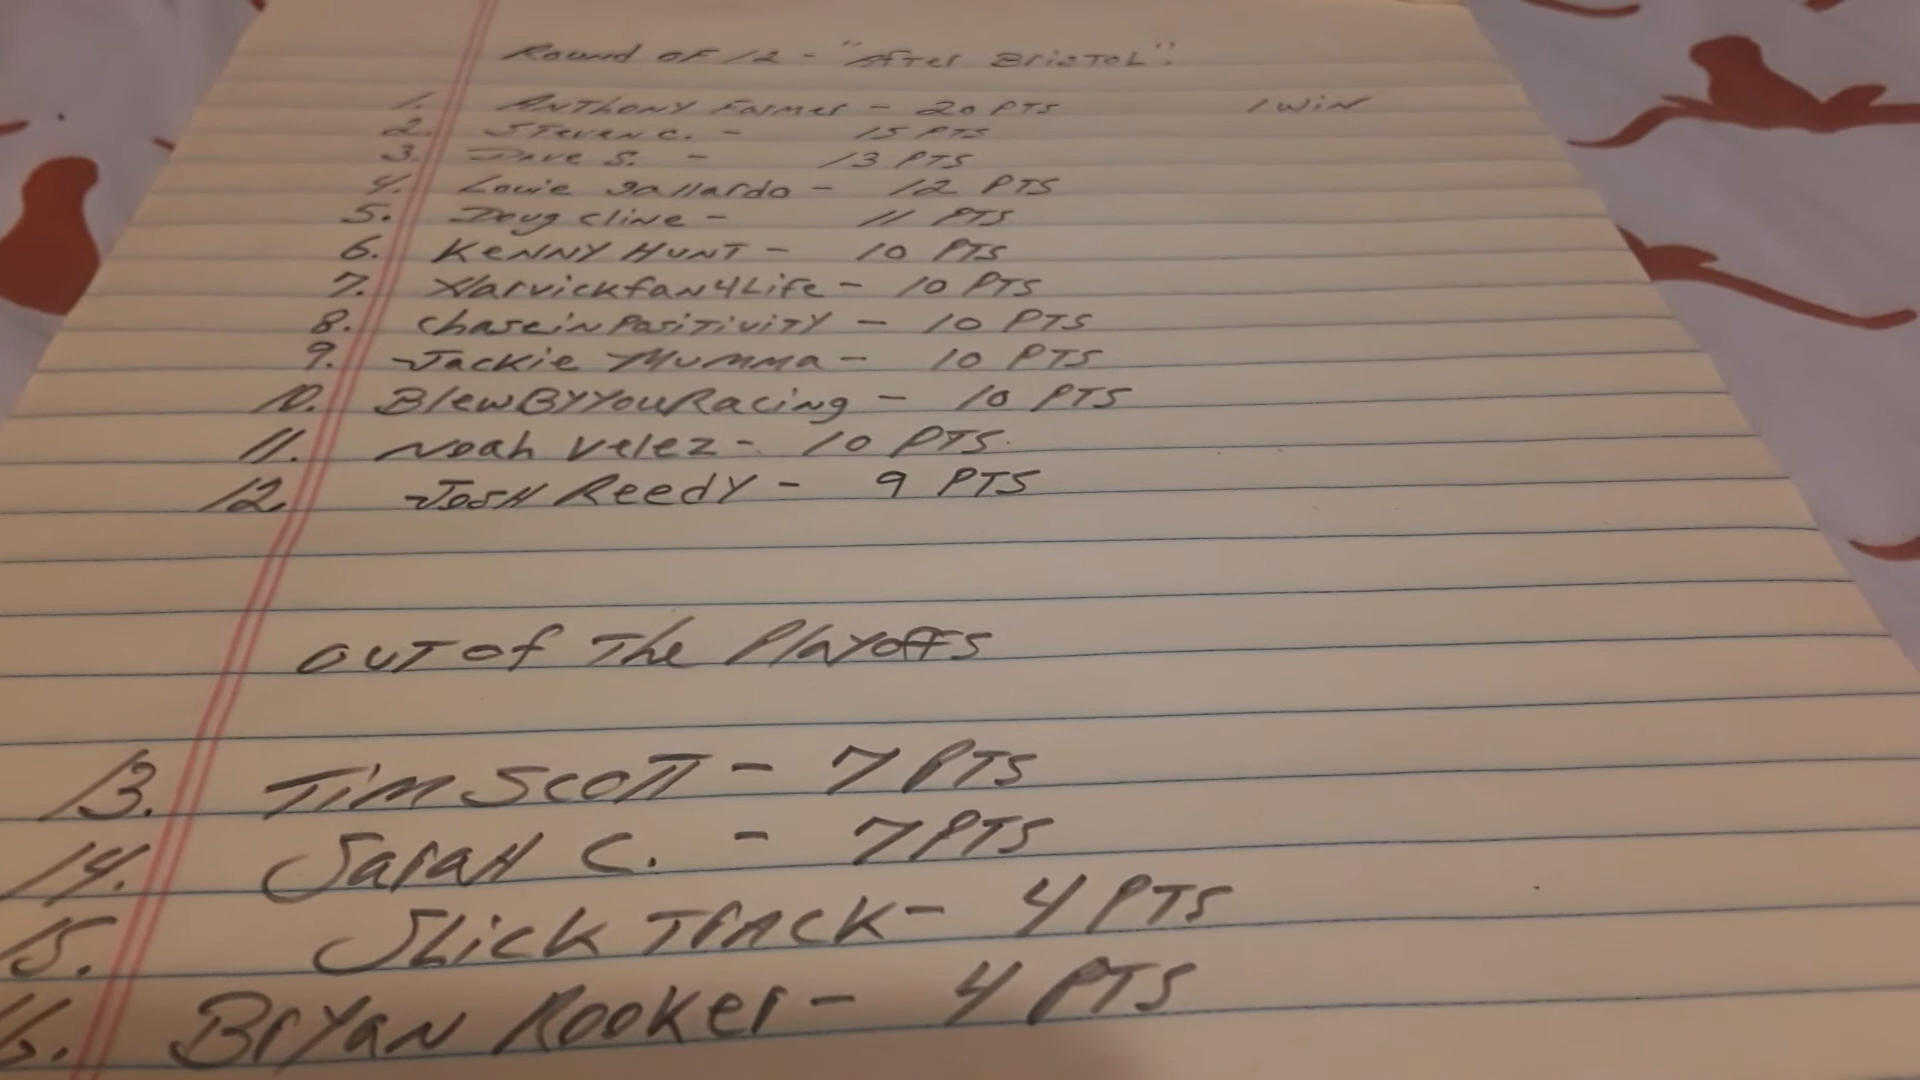 Round of 12 - "After Bristol".
1. Anthony Farmer - 20 PTS 1 Win
2. Steven C. - 15 PTS
3. Dave S. - 13 PTS
4. Louie Gallardo - 12 PTS
5. Doug Cline - 11 PTS
6. Kenny Hunt - 10 PTS
7. XHarvickfan4Life - 10 PTS
8. ChaseinPasitivity - 10 PTS
9. Jackie Mumma - 10 PTS
10. BlewByYouRacing - 10 PTS
11. Noah Velez - 10 PTS.
12. Josh Reedy - 9 PTS
Out of The Playoffs
13. Tim Scott - 7 PTS
14. Sarah C. - 7 PTS
15. Slick Track - 4 PTS
16. Bryan Rooker - 4 PTS